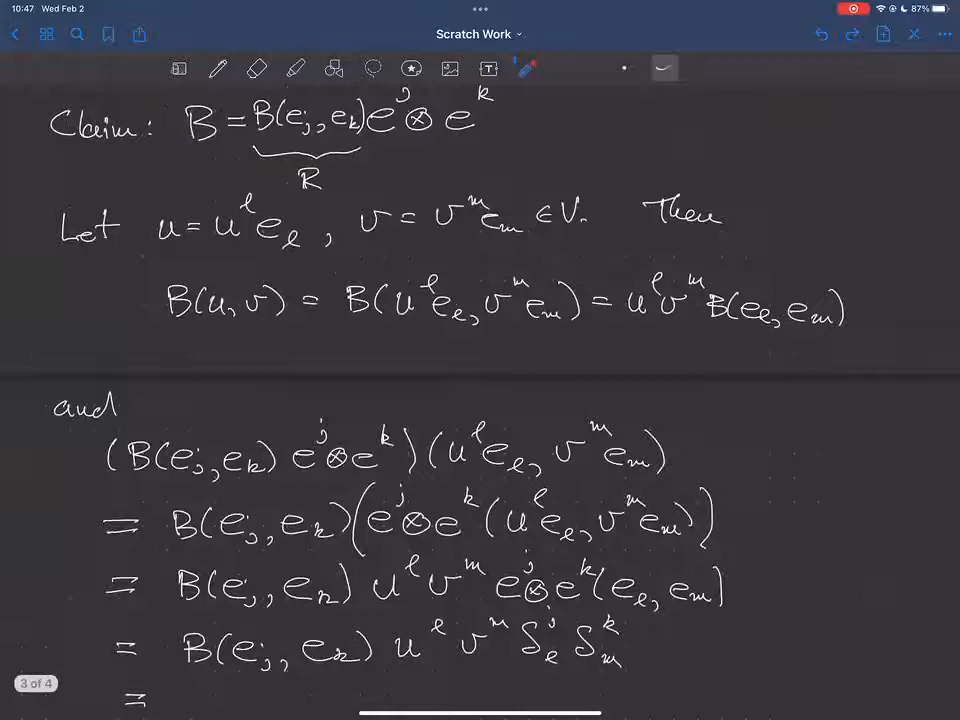 10:47 Wed Feb 2
87%
Scratch Work
Claim: B = B(e_j, e_k) e^j ⊗ e^k
ℝ
Let u = u^l e_l, v = v^m e_m ∈ V. Then
B(u, v) = B(u^l e_l, v^m e_m) = u^l v^m B(e_l, e_m)
and
(B(e_j, e_k) e^j ⊗ e^k)(u^l e_l, v^m e_m)
= B(e_j, e_k)(e^j ⊗ e^k (u^l e_l, v^m e_m))
= B(e_j, e_k) u^l v^m e^j ⊗ e^k(e_l, e_m)
= B(e_j, e_k) u^l v^m δ^j_l δ^k_m
=
3 of 4